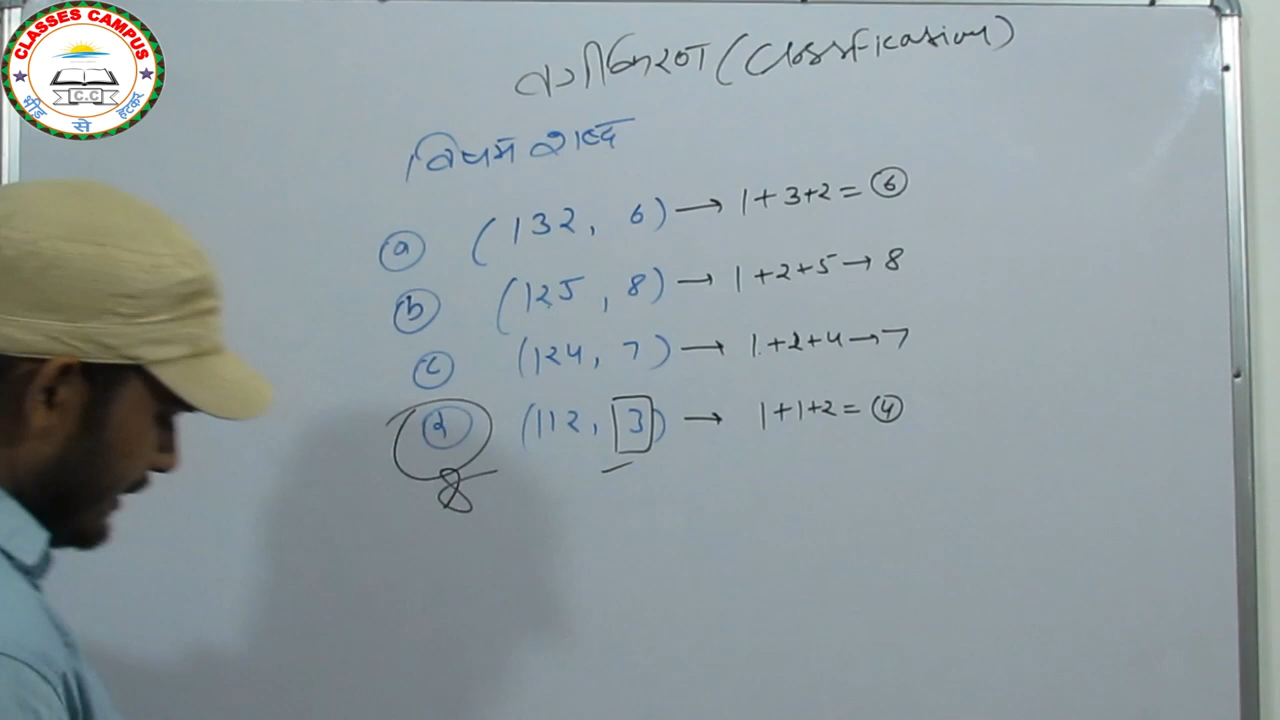 CLASSES CAMPUS
C.C
भीड़ से हटकर
वर्गीकरण (Classification)
विषम शब्द
(a) (132, 6) → 1+3+2 = 6
(b) (125, 8) → 1+2+5 → 8
(c) (124, 7) → 1+2+4 → 7
(d) (112, 3) → 1+1+2 = 4